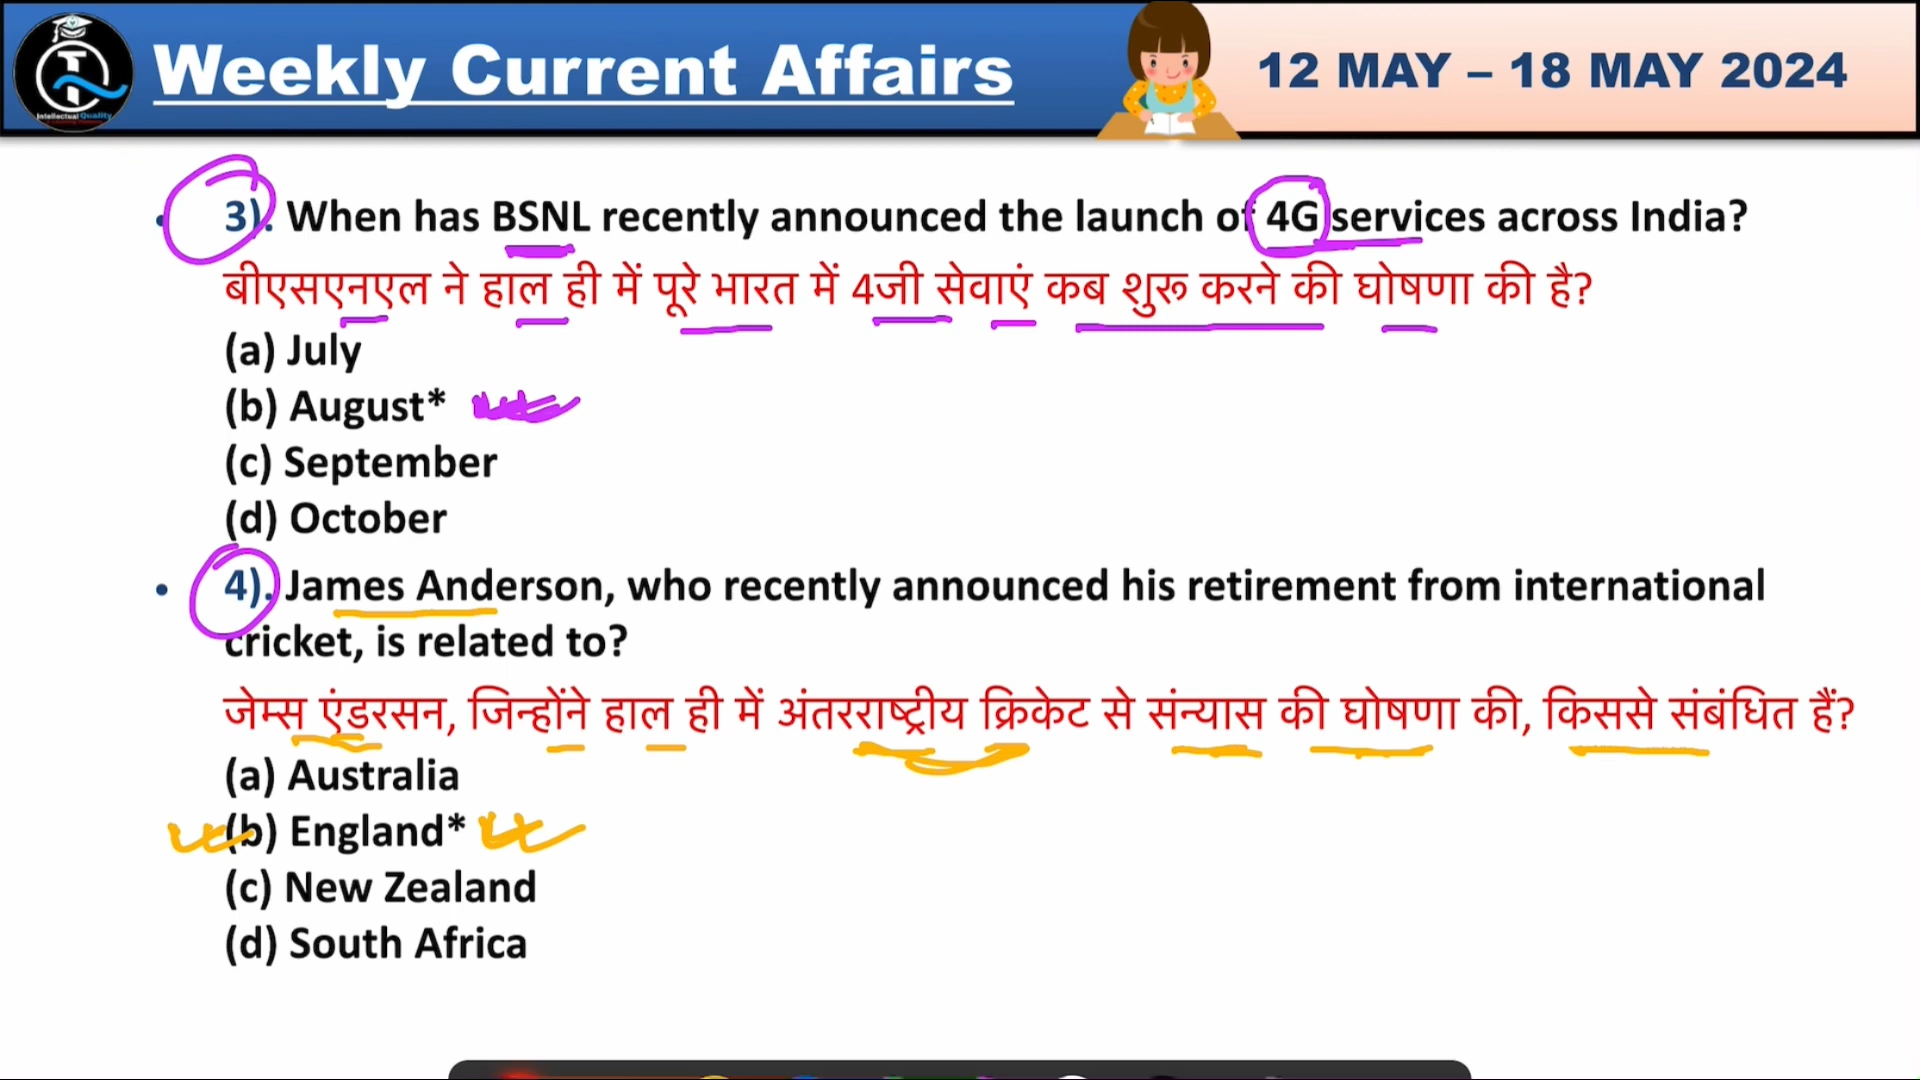 Weekly Current Affairs
12 MAY – 18 MAY 2024
Intellectual Quality
• 3). When has BSNL recently announced the launch of 4G services across India?
बीएसएनएल ने हाल ही में पूरे भारत में 4जी सेवाएं कब शुरू करने की घोषणा की है?
(a) July
(b) August*
(c) September
(d) October
• 4). James Anderson, who recently announced his retirement from international
cricket, is related to?
जेम्स एंडरसन, जिन्होंने हाल ही में अंतरराष्ट्रीय क्रिकेट से संन्यास की घोषणा की, किससे संबंधित हैं?
(a) Australia
(b) England*
(c) New Zealand
(d) South Africa